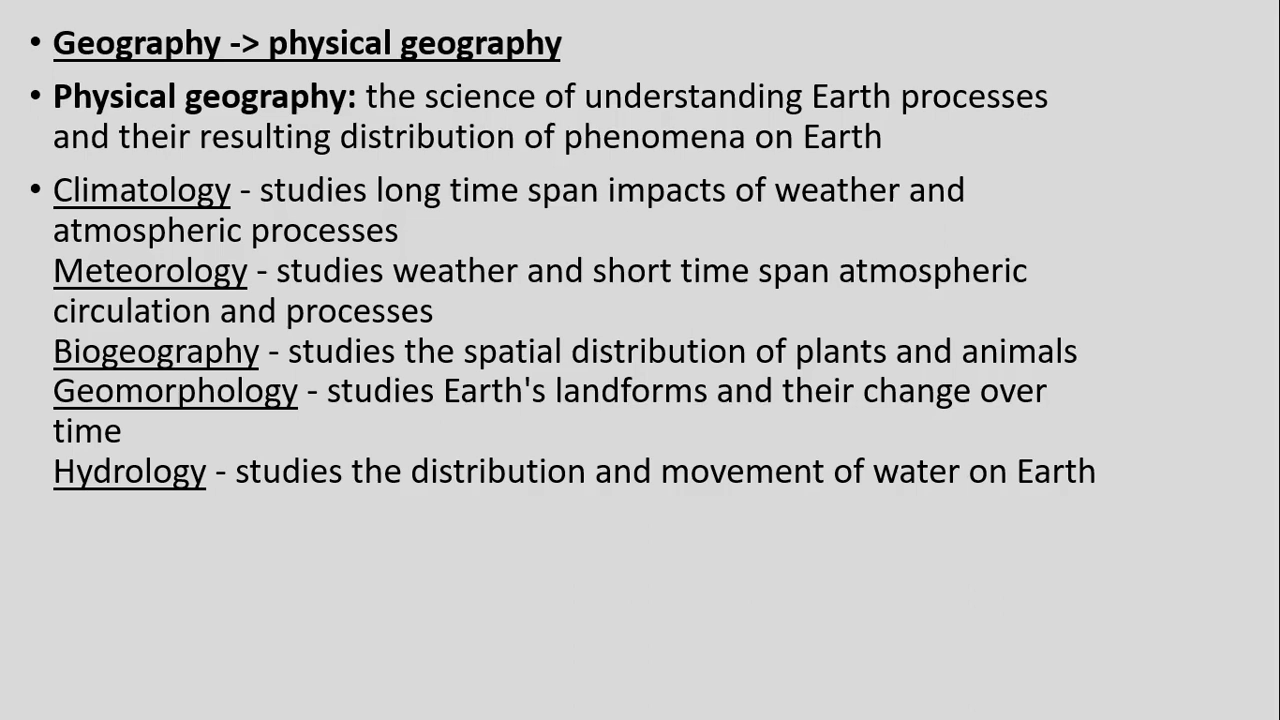 • Geography -> physical geography
• Physical geography: the science of understanding Earth processes
and their resulting distribution of phenomena on Earth
• Climatology - studies long time span impacts of weather and
atmospheric processes
Meteorology - studies weather and short time span atmospheric
circulation and processes
Biogeography - studies the spatial distribution of plants and animals
Geomorphology - studies Earth's landforms and their change over
time
Hydrology - studies the distribution and movement of water on Earth